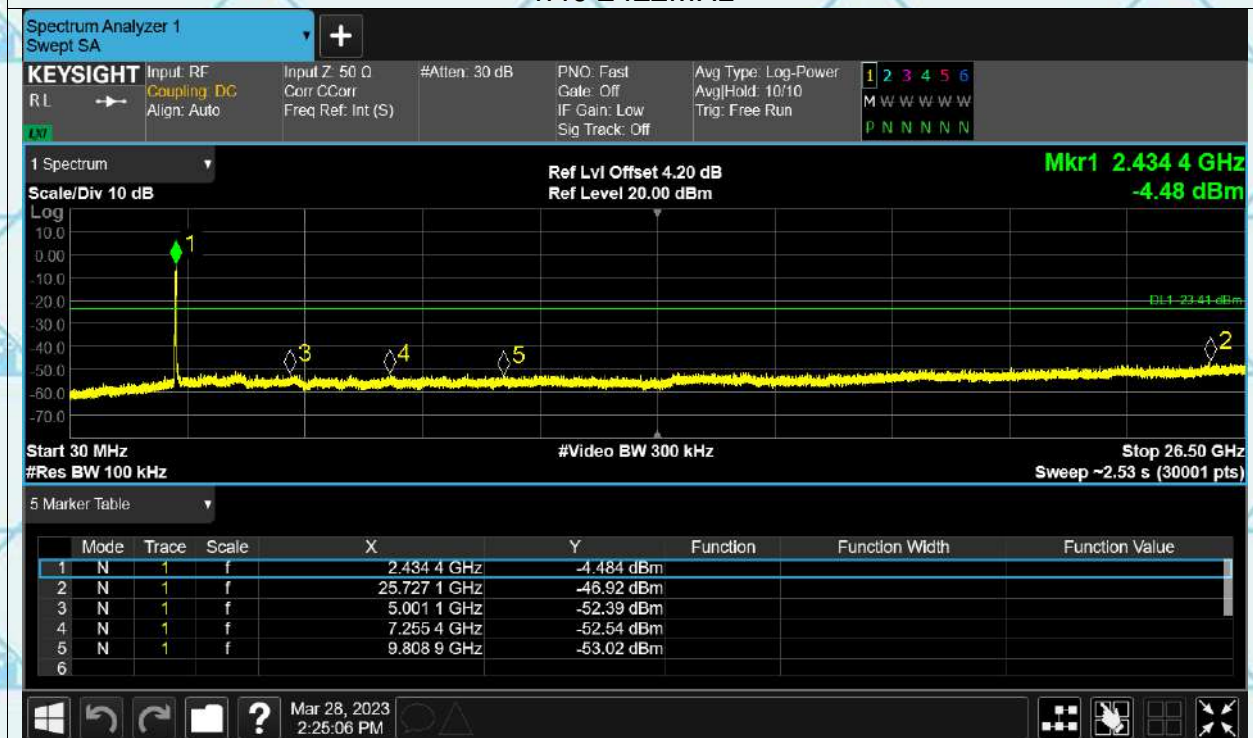 Spectrum Analyzer 1
Swept SA
+
KEYSIGHT Input: RF Input Z: 50 Ω #Atten: 30 dB PNO: Fast Avg Type: Log-Power 1 2 3 4 5 6
RL Coupling: DC Corr CCorr Gate: Off Avg|Hold: 10/10 M W W W W W
Align: Auto Freq Ref: Int (S) IF Gain: Low Trig: Free Run
LXI Sig Track: Off P N N N N N
1 Spectrum Ref Lvl Offset 4.20 dB Mkr1 2.434 4 GHz
Scale/Div 10 dB Ref Level 20.00 dBm -4.48 dBm
Log
10.0
1
0.00
-10.0
-20.0 DL1 -23.41 dBm
-30.0
-40.0 3 4 5 2
-50.0
-60.0
-70.0
Start 30 MHz #Video BW 300 kHz Stop 26.50 GHz
#Res BW 100 kHz Sweep ~2.53 s (30001 pts)
5 Marker Table
Mode Trace Scale X Y Function Function Width Function Value
1 N 1 f 2.434 4 GHz -4.484 dBm
2 N 1 f 25.727 1 GHz -46.92 dBm
3 N 1 f 5.001 1 GHz -52.39 dBm
4 N 1 f 7.255 4 GHz -52.54 dBm
5 N 1 f 9.808 9 GHz -53.02 dBm
6
? Mar 28, 2023
2:25:06 PM